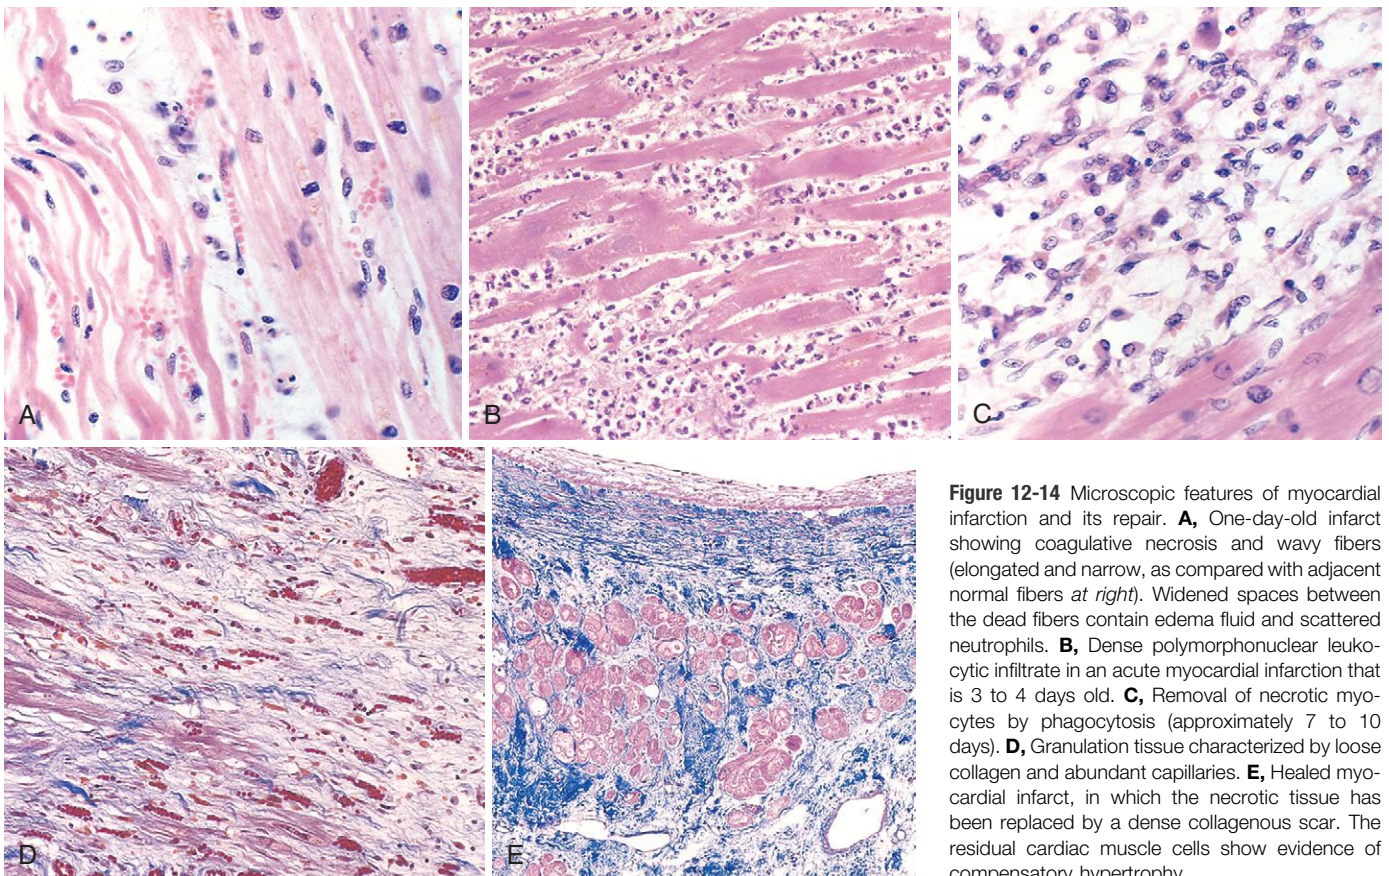 A
B
C
D
E
Figure 12-14 Microscopic features of myocardial
infarction and its repair. A, One-day-old infarct
showing coagulative necrosis and wavy fibers
(elongated and narrow, as compared with adjacent
normal fibers at right). Widened spaces between
the dead fibers contain edema fluid and scattered
neutrophils. B, Dense polymorphonuclear leuko-
cytic infiltrate in an acute myocardial infarction that
is 3 to 4 days old. C, Removal of necrotic myo-
cytes by phagocytosis (approximately 7 to 10
days). D, Granulation tissue characterized by loose
collagen and abundant capillaries. E, Healed myo-
cardial infarct, in which the necrotic tissue has
been replaced by a dense collagenous scar. The
residual cardiac muscle cells show evidence of
compensatory hypertrophy.